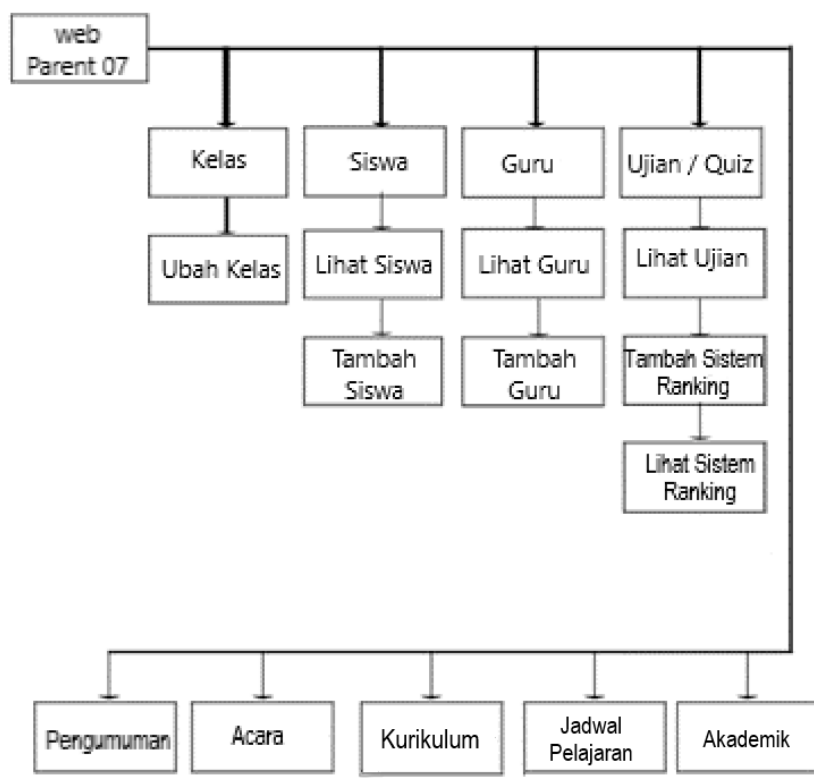 web
Parent 07
Kelas
Siswa
Guru
Ujian / Quiz
Ubah Kelas
Lihat Siswa
Lihat Guru
Lihat Ujian
Tambah
Siswa
Tambah
Guru
Tambah Sistem
Ranking
Lihat Sistem
Ranking
Pengumuman
Acara
Kurikulum
Jadwal
Pelajaran
Akademik